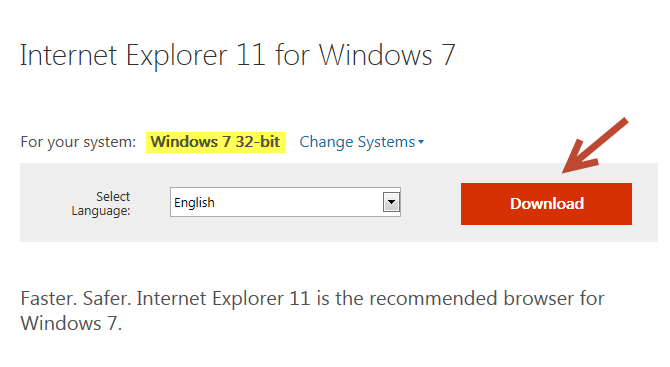 Internet Explorer 11 for Windows 7
For your system: Windows 7 32-bit Change Systems
Select
Language:
English
Download
Faster. Safer. Internet Explorer 11 is the recommended browser for
Windows 7.